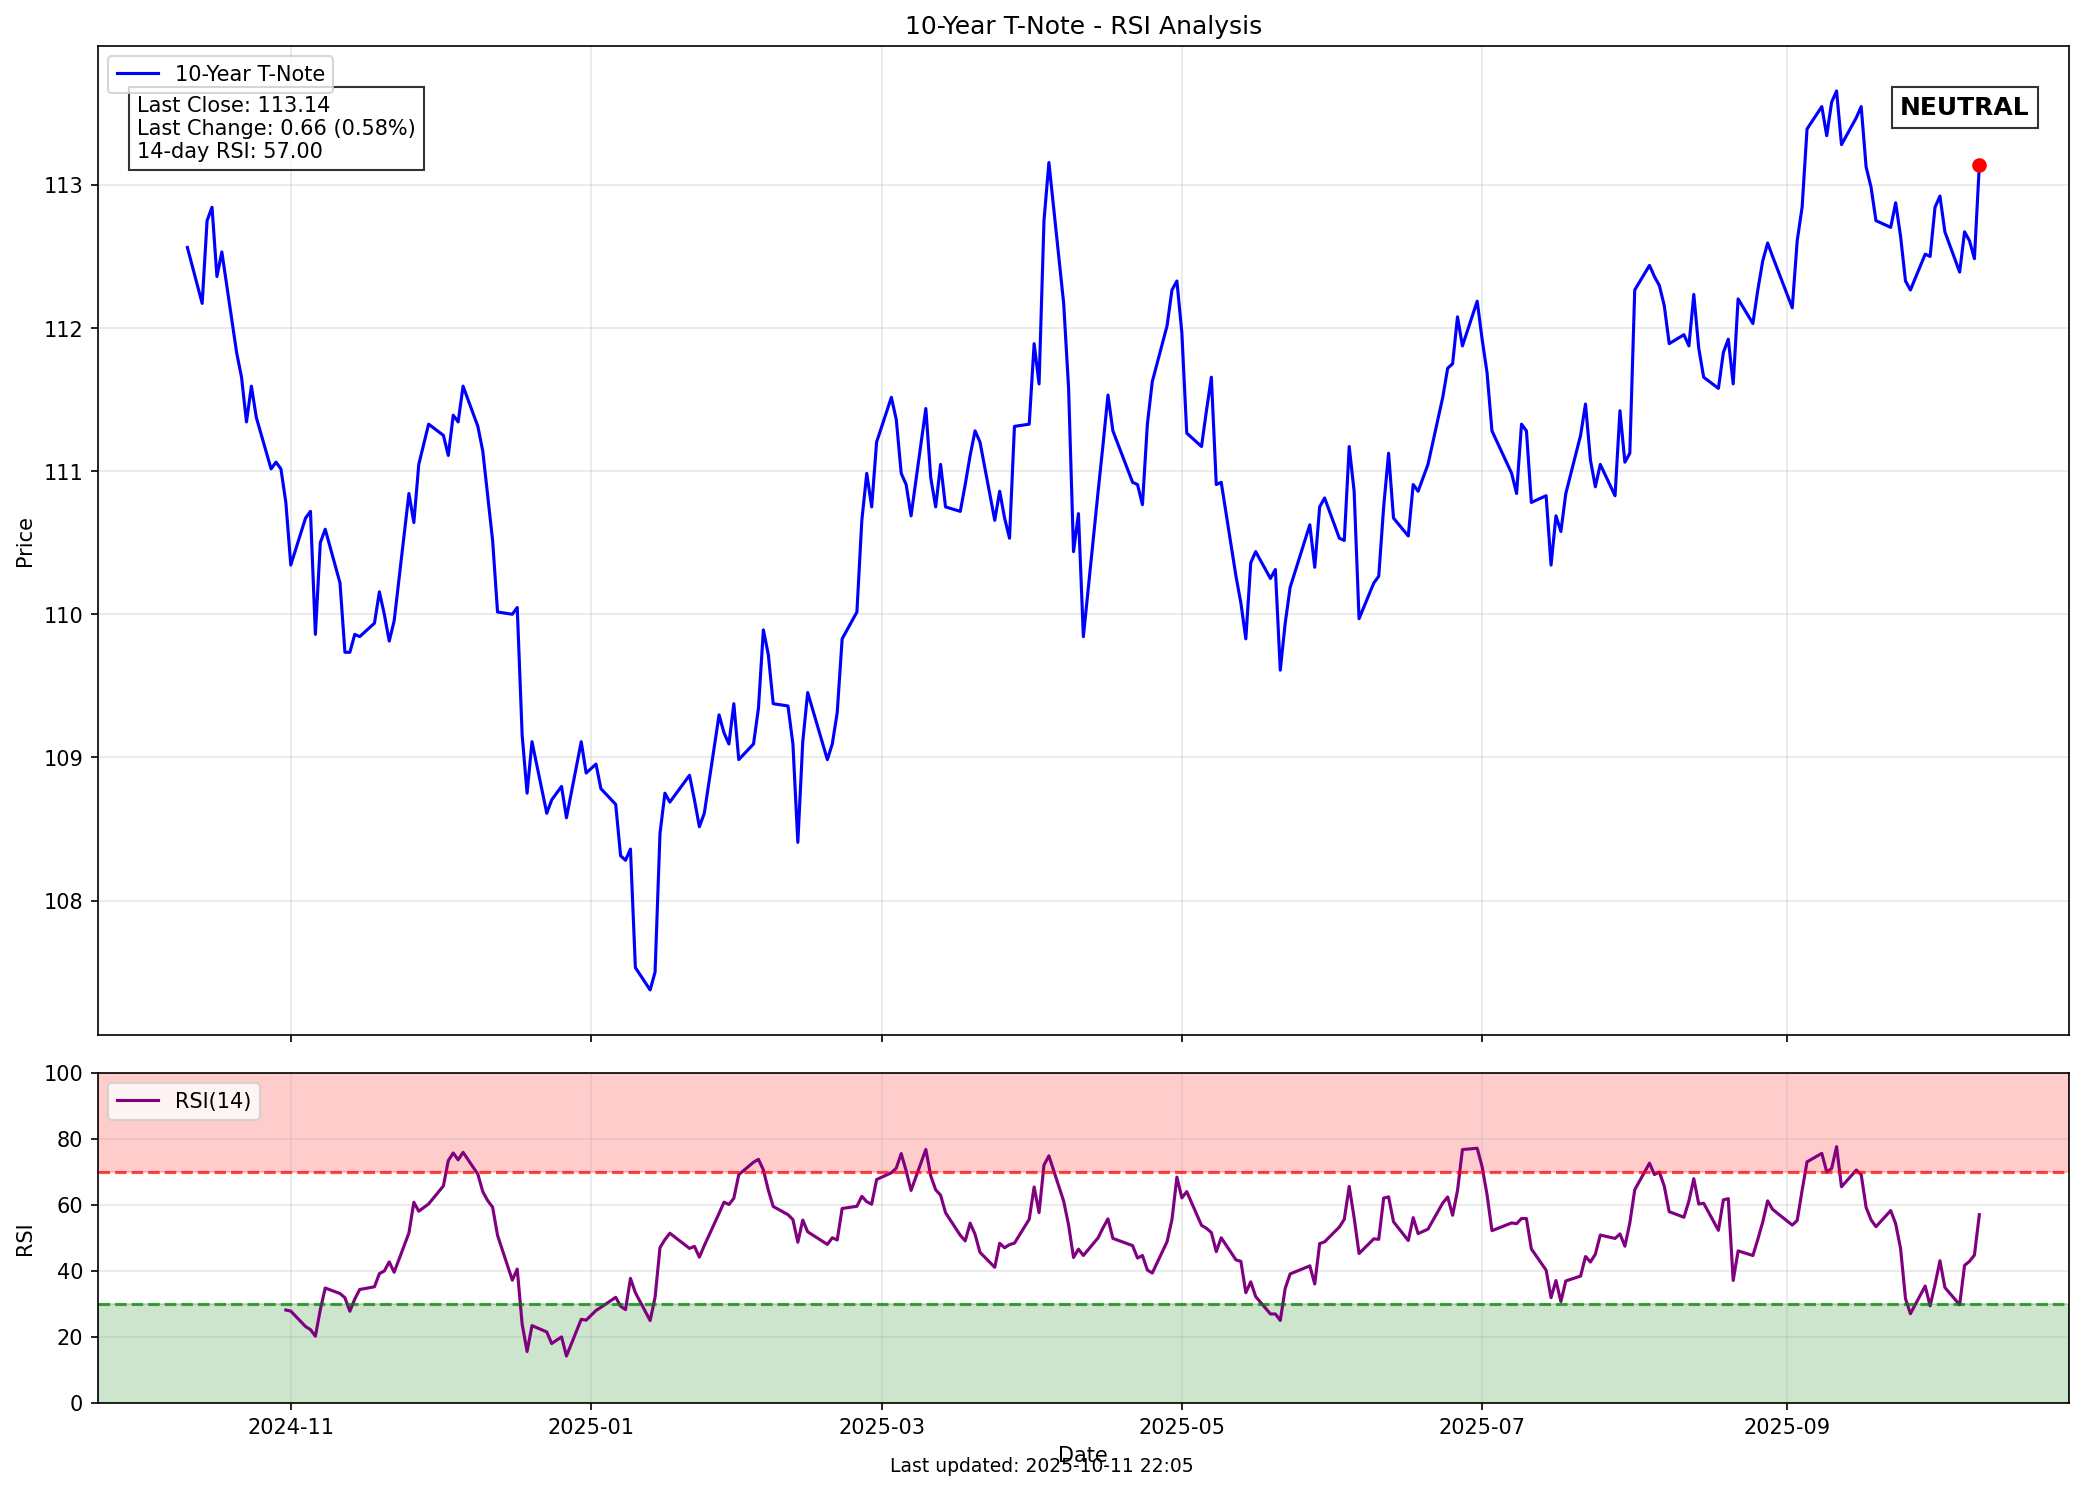 10-Year T-Note - RSI Analysis
10-Year T-Note
Last Close: 113.14
Last Change: 0.66 (0.58%)
14-day RSI: 57.00
NEUTRAL
113
112
111
110
109
108
Price
100
80
60
40
20
0
RSI
RSI(14)
2024-11
2025-01
2025-03
2025-05
2025-07
2025-09
Date
Last updated: 2025-10-11 22:05